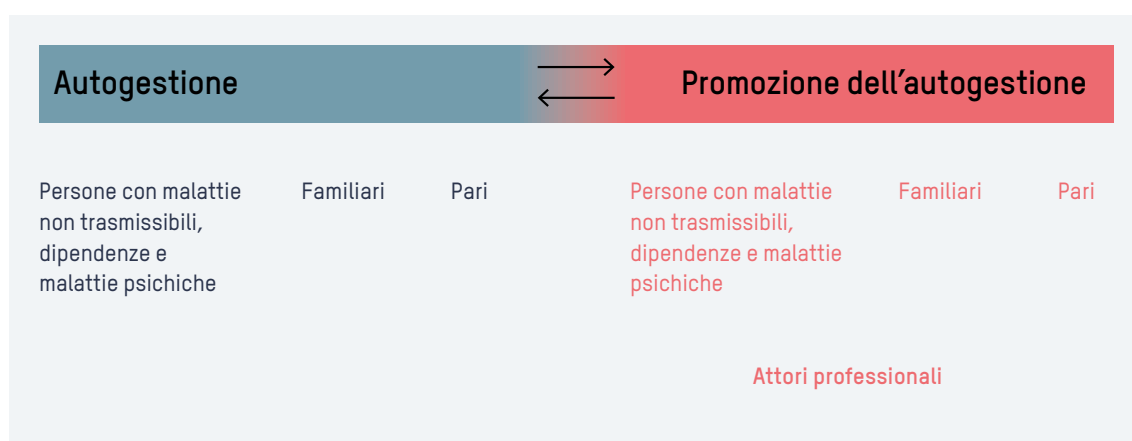 Autogestione
Promozione dell’autogestione
Persone con malattie
non trasmissibili,
dipendenze e
malattie psichiche
Familiari
Pari
Persone con malattie
non trasmissibili,
dipendenze e malattie
psichiche
Familiari
Pari
Attori professionali